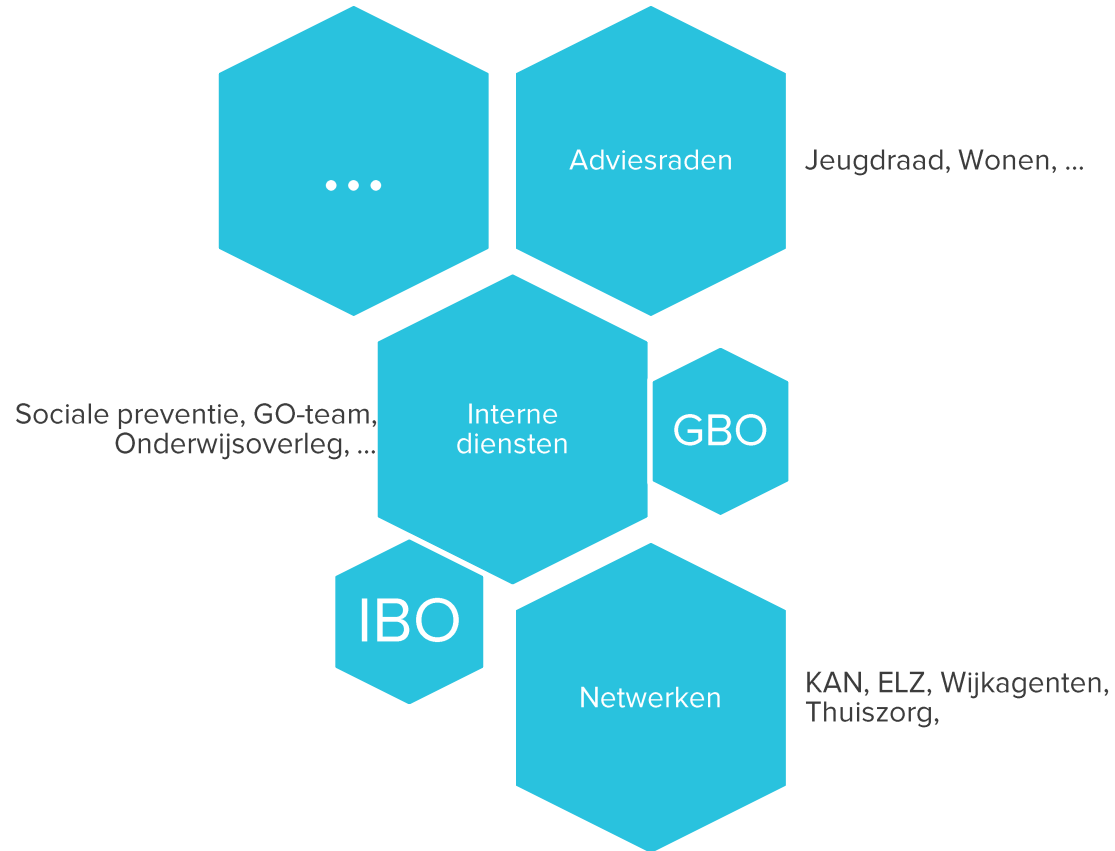 ...
Adviesraden
Jeugdraad, Wonen, ...
Sociale preventie, GO-team,
Onderwijsoverleg, ...
Interne
diensten
GBO
IBO
Netwerken
KAN, ELZ, Wijkagenten,
Thuiszorg,